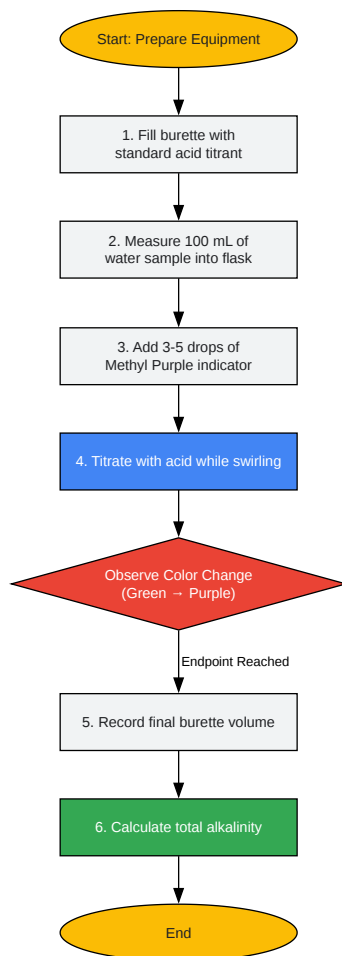 Start: Prepare Equipment
1. Fill burette with
standard acid titrant
2. Measure 100 mL of
water sample into flask
3. Add 3-5 drops of
Methyl Purple indicator
4. Titrate with acid while swirling
Observe Color Change
(Green → Purple)
Endpoint Reached
5. Record final burette volume
6. Calculate total alkalinity
End